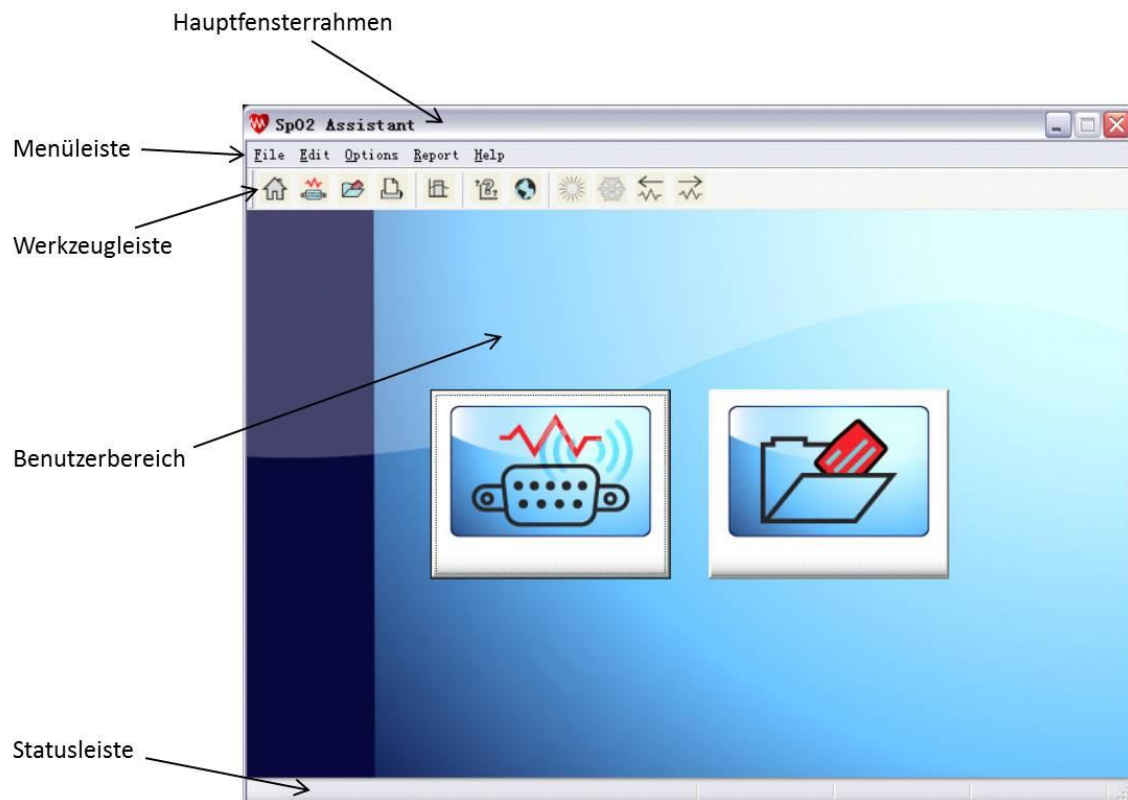 Hauptfensterrahmen
SpO2 Assistant
Menüleiste
File Edit Options Report Help
Werkzeugleiste
Benutzerbereich
Statusleiste